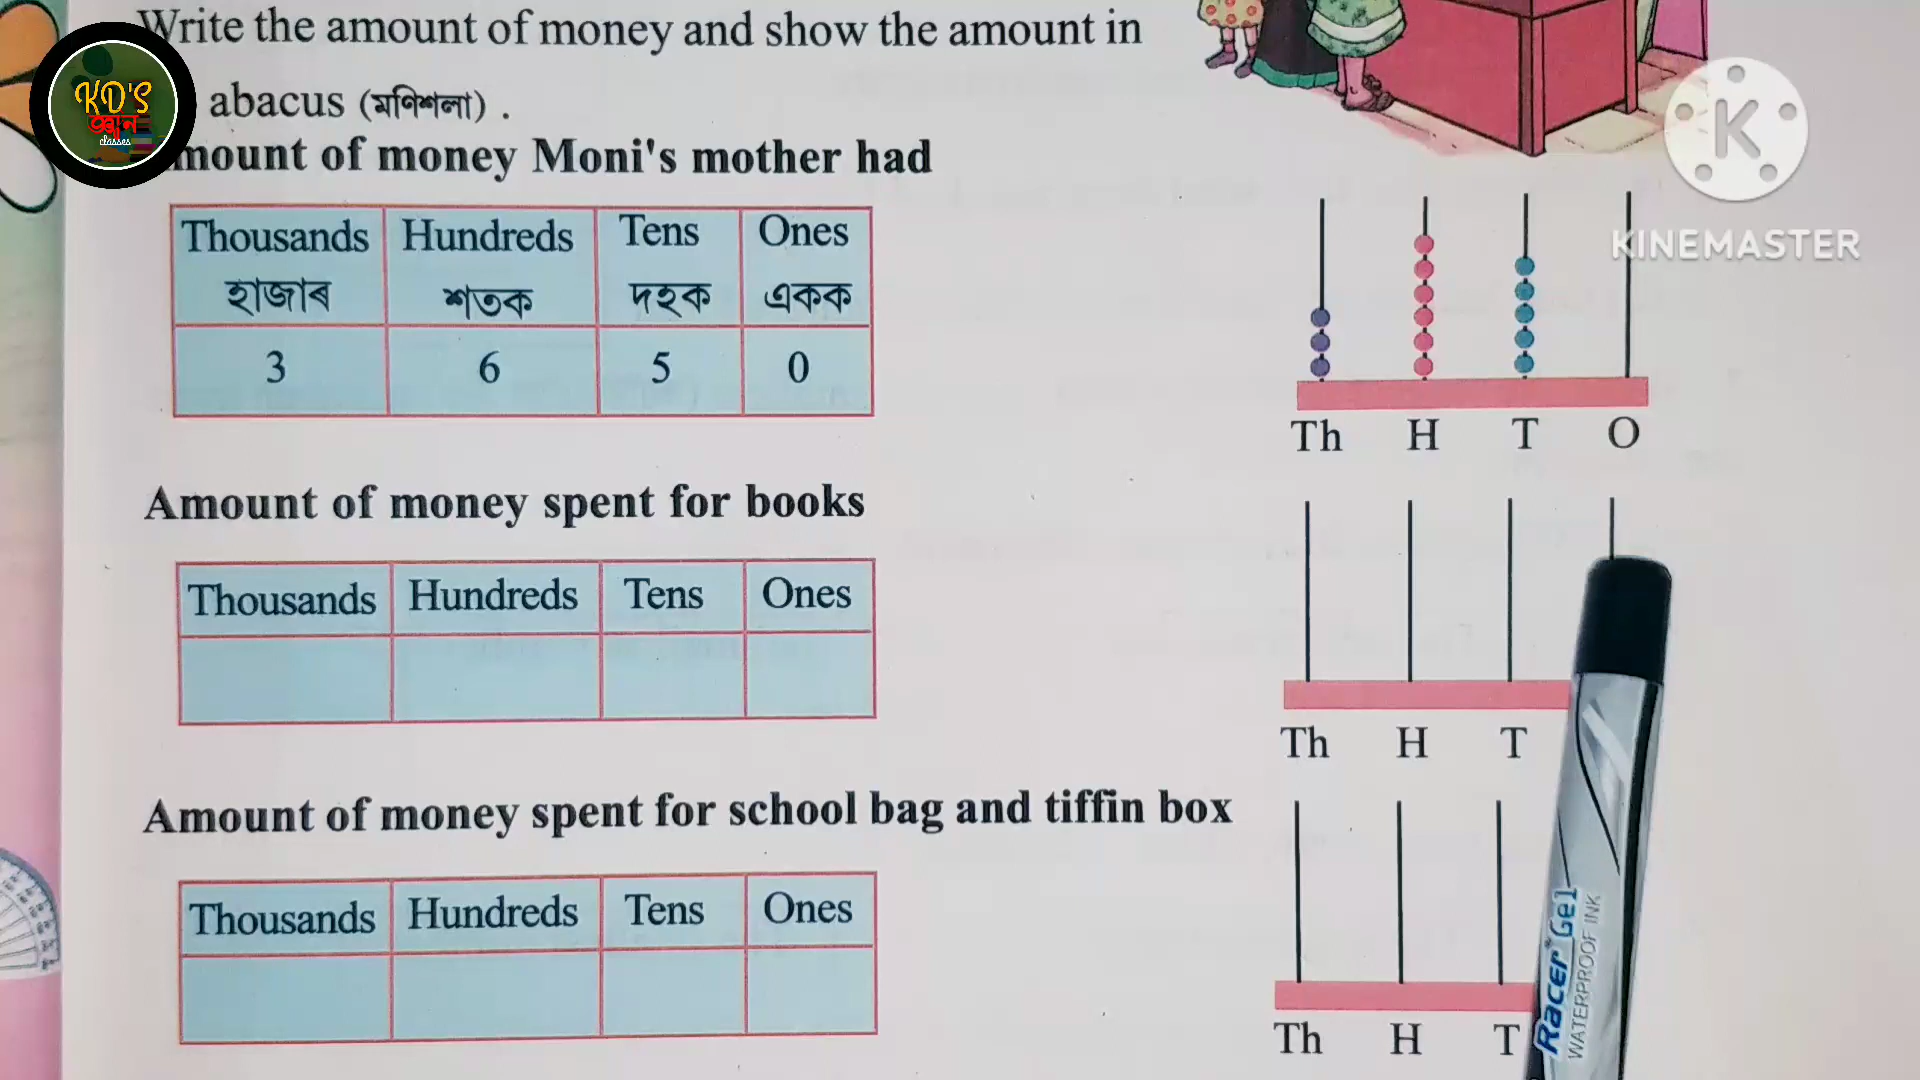 Write the amount of money and show the amount in
abacus (মণিশলা) .
KD'S
জ্ঞান
classes
mount of money Moni's mother had
KINEMASTER
Thousands Hundreds Tens Ones
হাজাৰ শতক দহক একক
3 6 5 0
Th H T O
Amount of money spent for books
Thousands Hundreds Tens Ones
Th H T
Amount of money spent for school bag and tiffin box
Thousands Hundreds Tens Ones
Th H T
Racer Gel
WATERPROOF INK